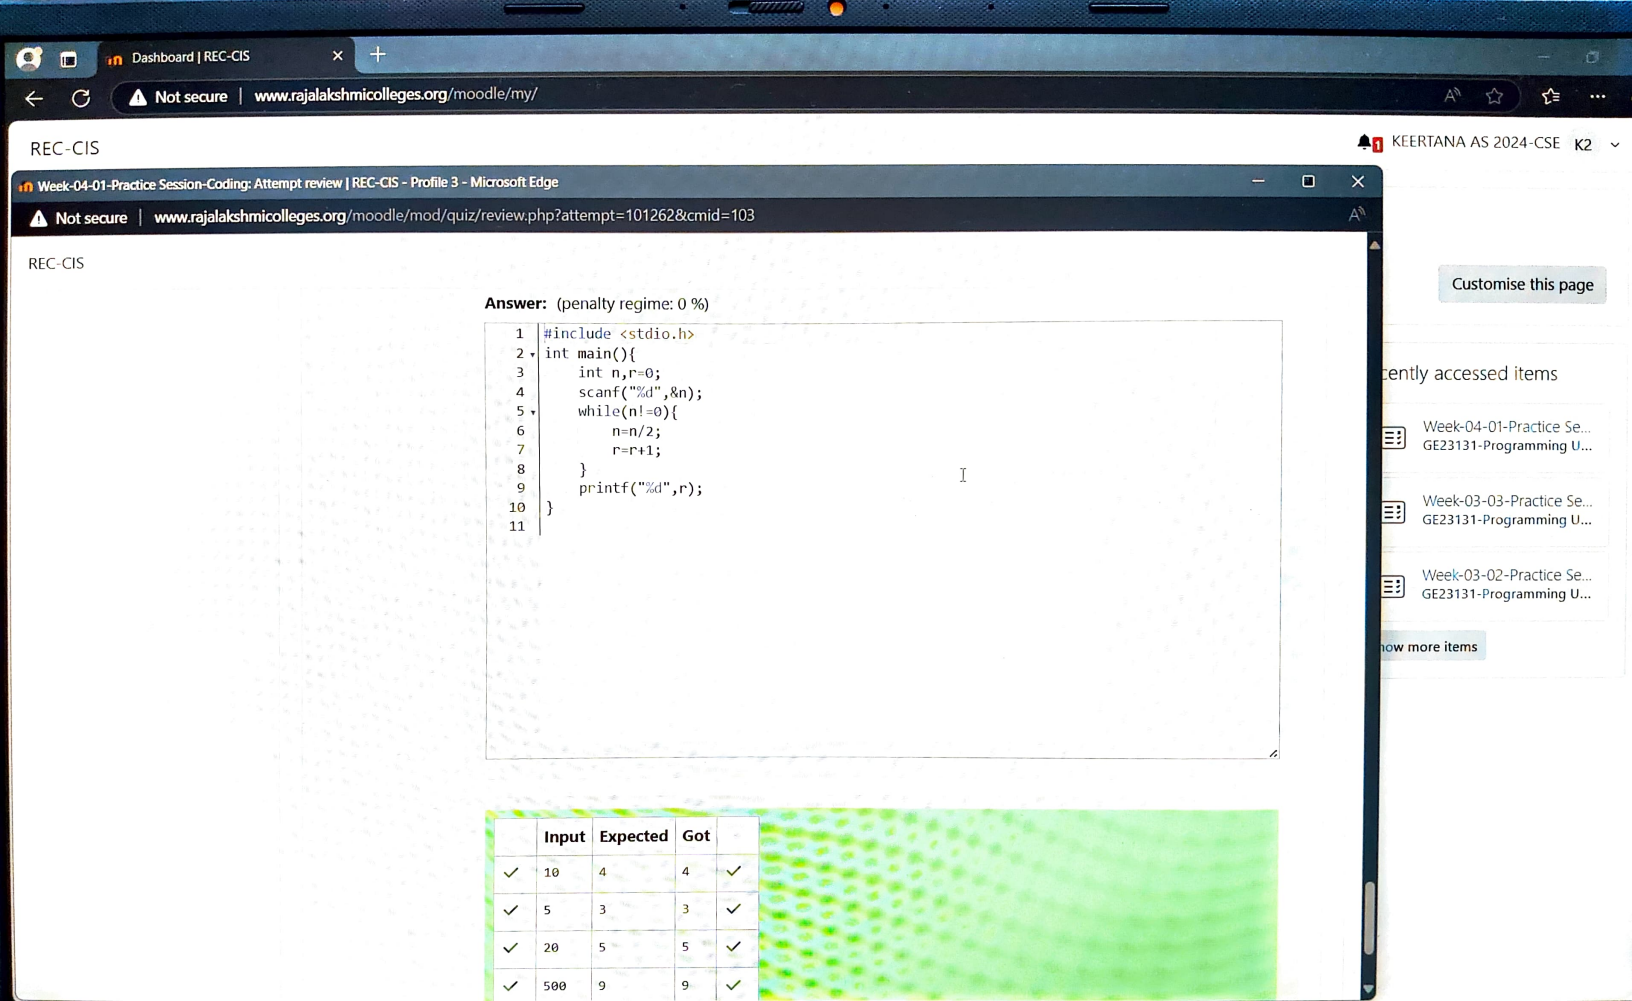 Dashboard | REC-CIS
Not secure | www.rajalakshmicolleges.org/moodle/my/
REC-CIS
1 KEERTANA AS 2024-CSE K2
Week-04-01-Practice Session-Coding: Attempt review | REC-CIS - Profile 3 - Microsoft Edge
Not secure | www.rajalakshmicolleges.org/moodle/mod/quiz/review.php?attempt=101262&cmid=103
REC-CIS
Customise this page
Answer: (penalty regime: 0 %)
1 #include <stdio.h>
2 int main(){
3 int n,r=0;
4 scanf("%d",&n);
5 while(n!=0){
6 n=n/2;
7 r=r+1;
8 }
9 printf("%d",r);
10 }
11
cently accessed items
Week-04-01-Practice Se...
GE23131-Programming U...
Week-03-03-Practice Se...
GE23131-Programming U...
Week-03-02-Practice Se...
GE23131-Programming U...
how more items
Input Expected Got
10 4 4
5 3 3
20 5 5
500 9 9